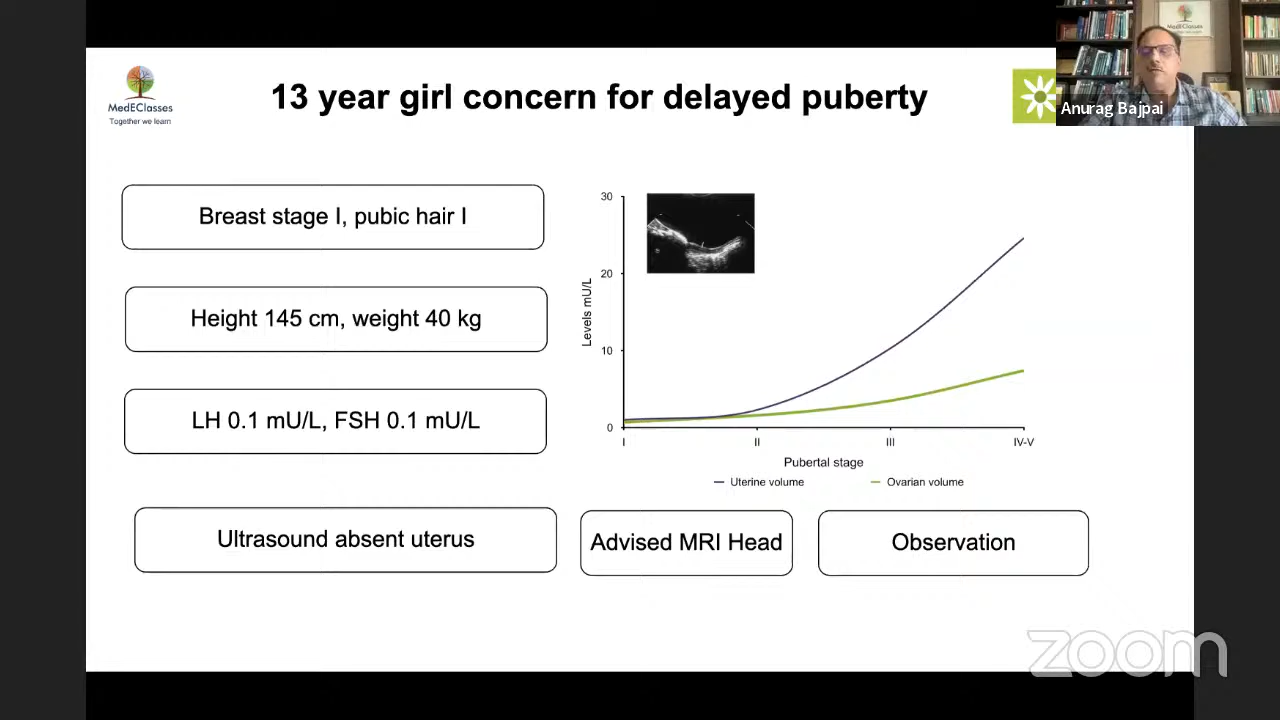 MedEClasses
Together we learn
13 year girl concern for delayed puberty
MedEClasses
Anurag Bajpai
Breast stage I, pubic hair I
Height 145 cm, weight 40 kg
LH 0.1 mU/L, FSH 0.1 mU/L
Ultrasound absent uterus
Levels mU/L
30
20
10
0
I
II
III
IV-V
Pubertal stage
Uterine volume
Ovarian volume
Advised MRI Head
Observation
zoom